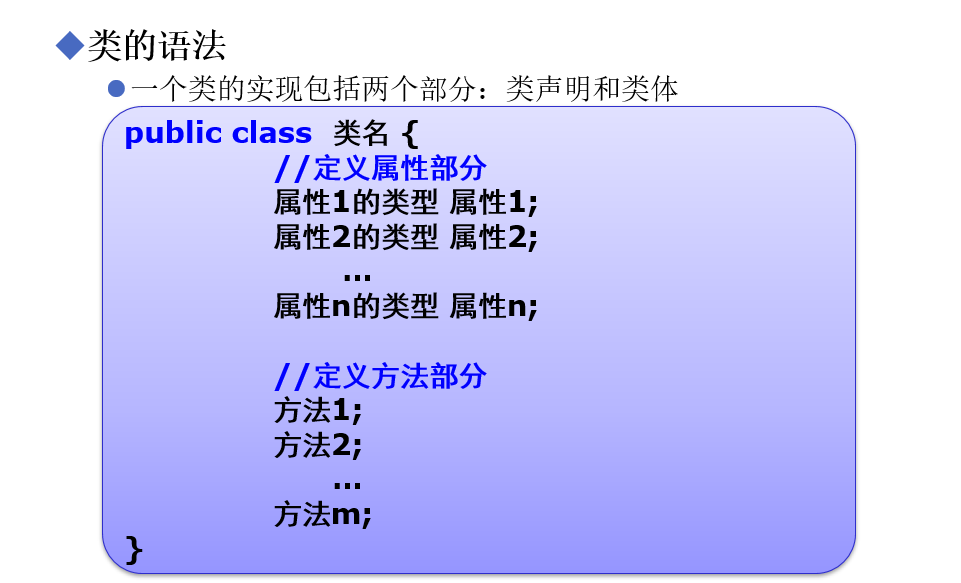 类的语法
一个类的实现包括两个部分：类声明和类体
public class 类名 {
//定义属性部分
属性1的类型 属性1;
属性2的类型 属性2;
...
属性n的类型 属性n;
//定义方法部分
方法1;
方法2;
...
方法m;
}